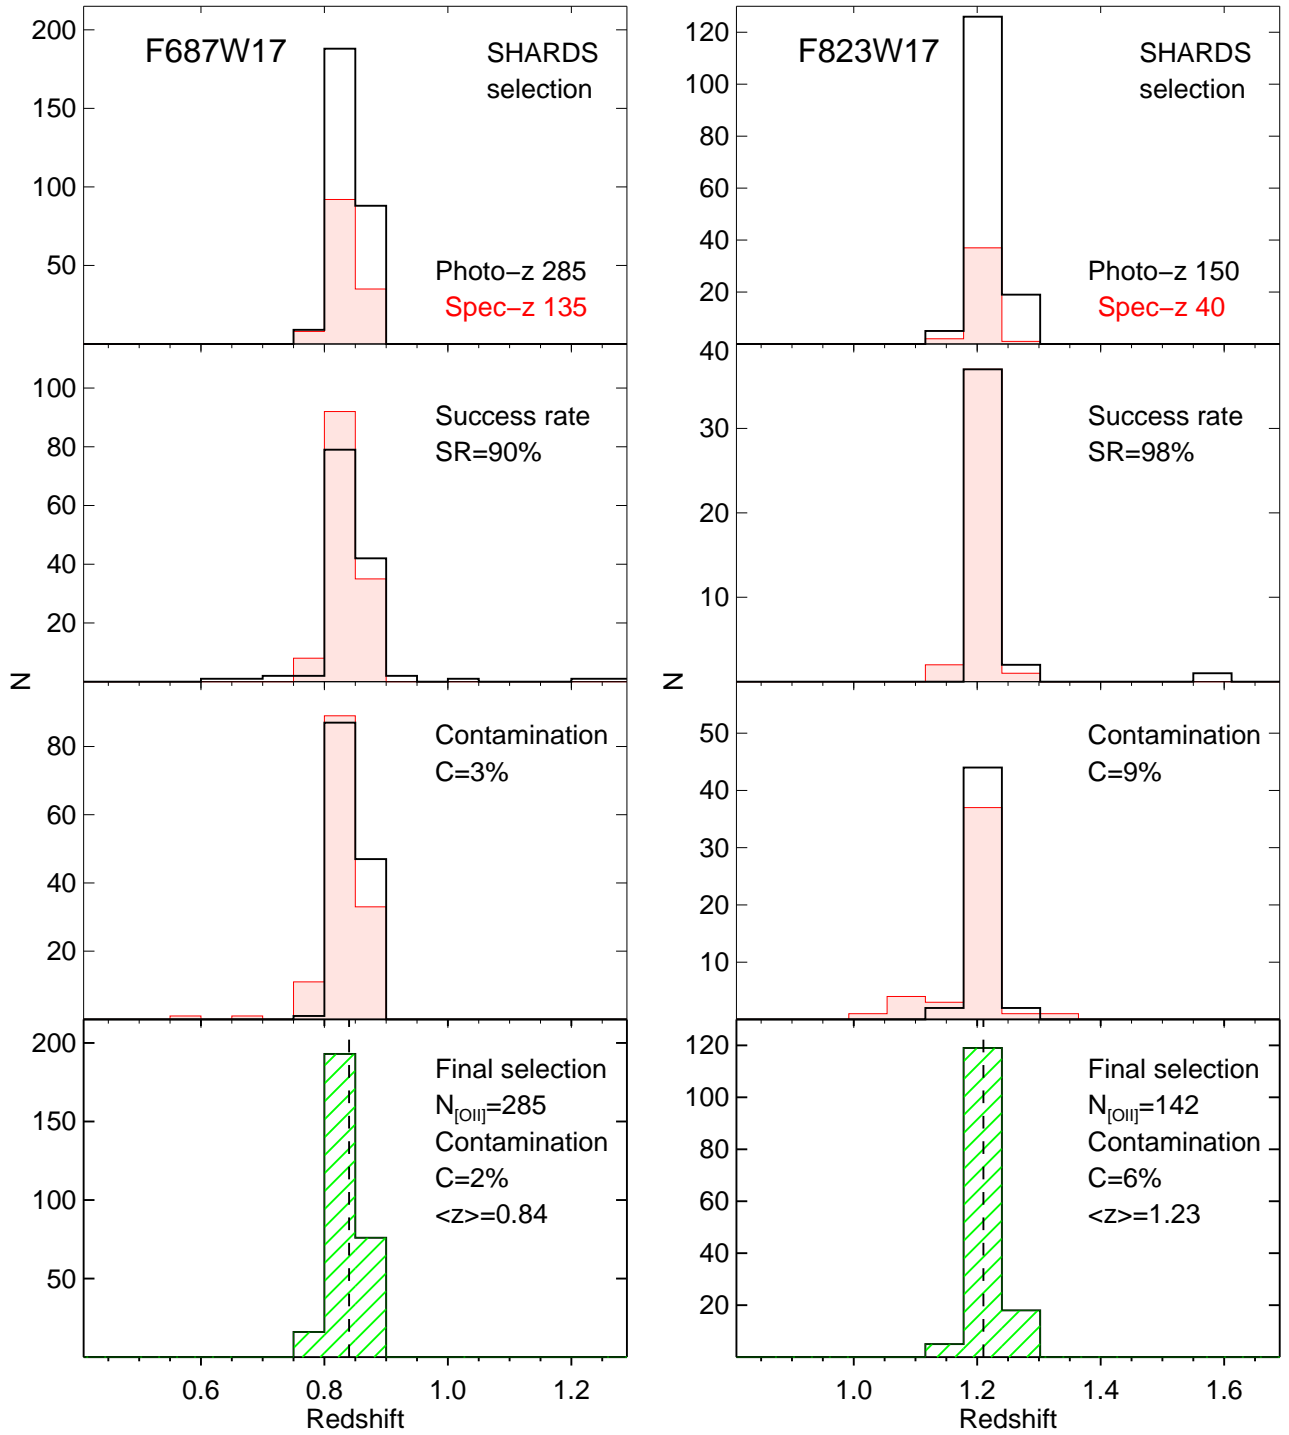 F687W17
SHARDS
selection
200
150
100
50
Photo−z 285
Spec−z 135
Success rate
SR=90%
100
80
60
40
20
N
Contamination
C=3%
80
60
40
20
Final selection
N[OII]=285
Contamination
C=2%
<z>=0.84
200
150
100
50
0.6 0.8 1.0 1.2
Redshift
F823W17
SHARDS
selection
120
100
80
60
40
20
Photo−z 150
Spec−z 40
Success rate
SR=98%
40
30
20
10
N
Contamination
C=9%
50
40
30
20
10
Final selection
N[OII]=142
Contamination
C=6%
<z>=1.23
120
100
80
60
40
20
1.0 1.2 1.4 1.6
Redshift